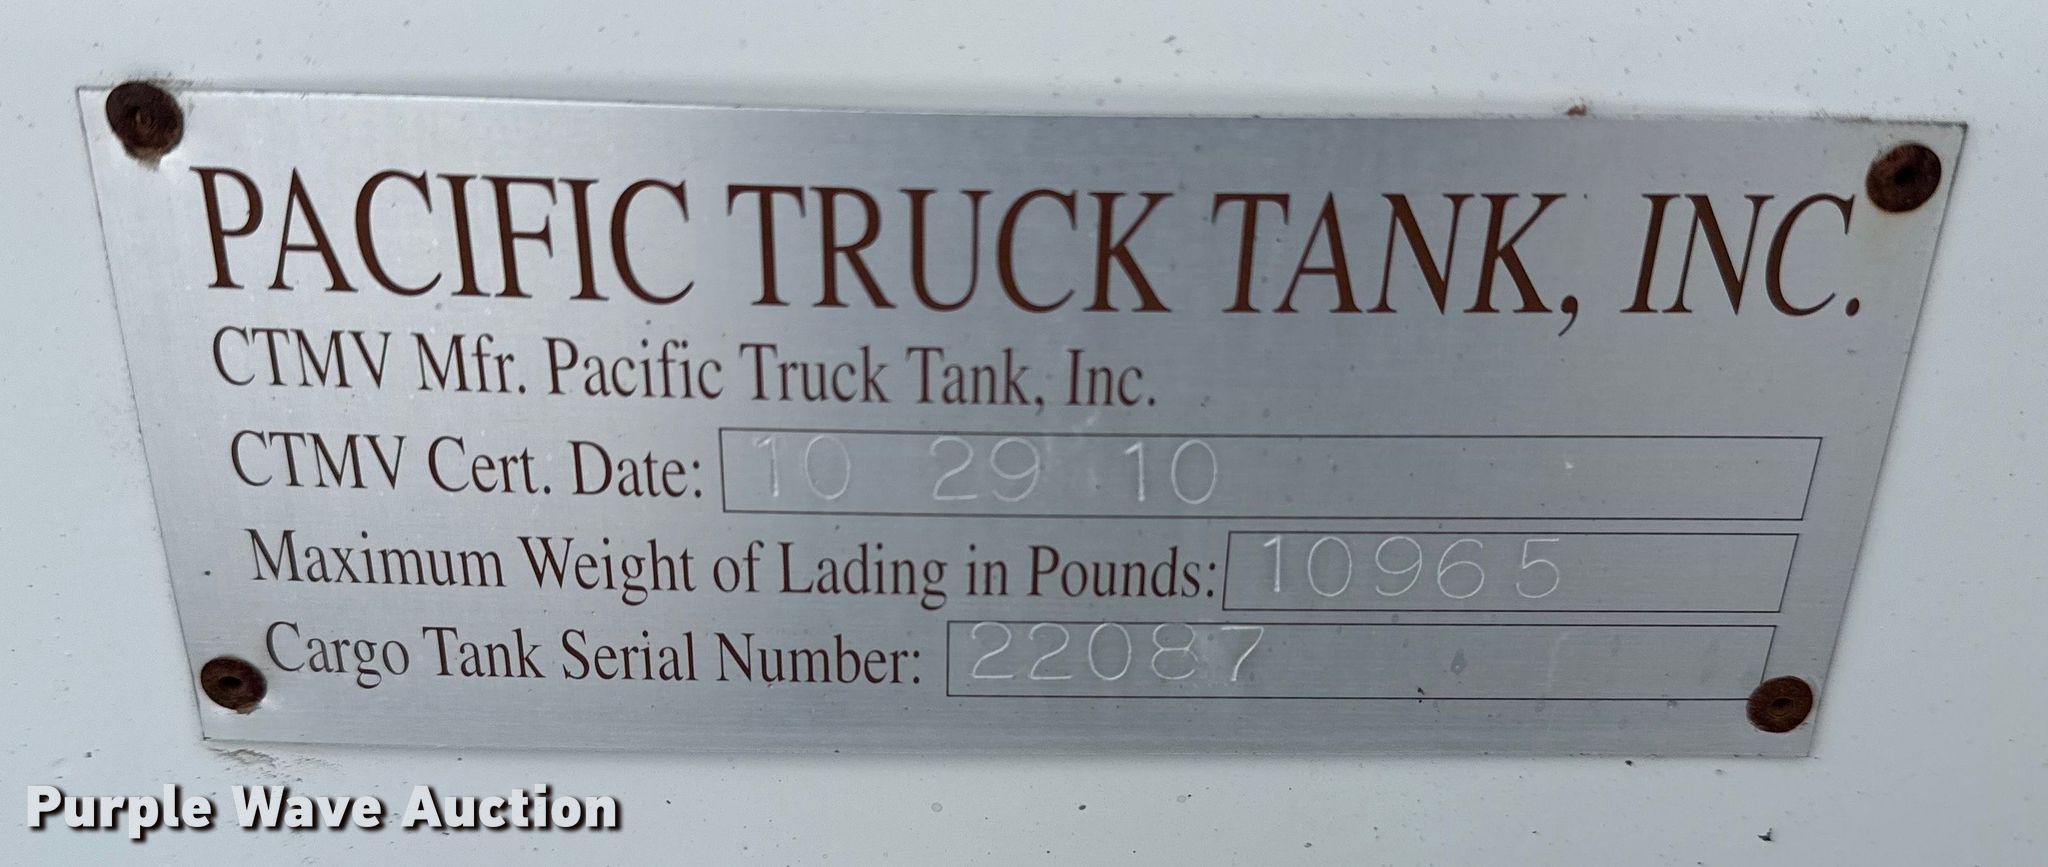 PACIFIC TRUCK TANK, INC.
CTMV Mfr. Pacific Truck Tank, Inc.
CTMV Cert. Date: 10 29 10
Maximum Weight of Lading in Pounds: 10965
Cargo Tank Serial Number: 22087
Purple Wave Auction